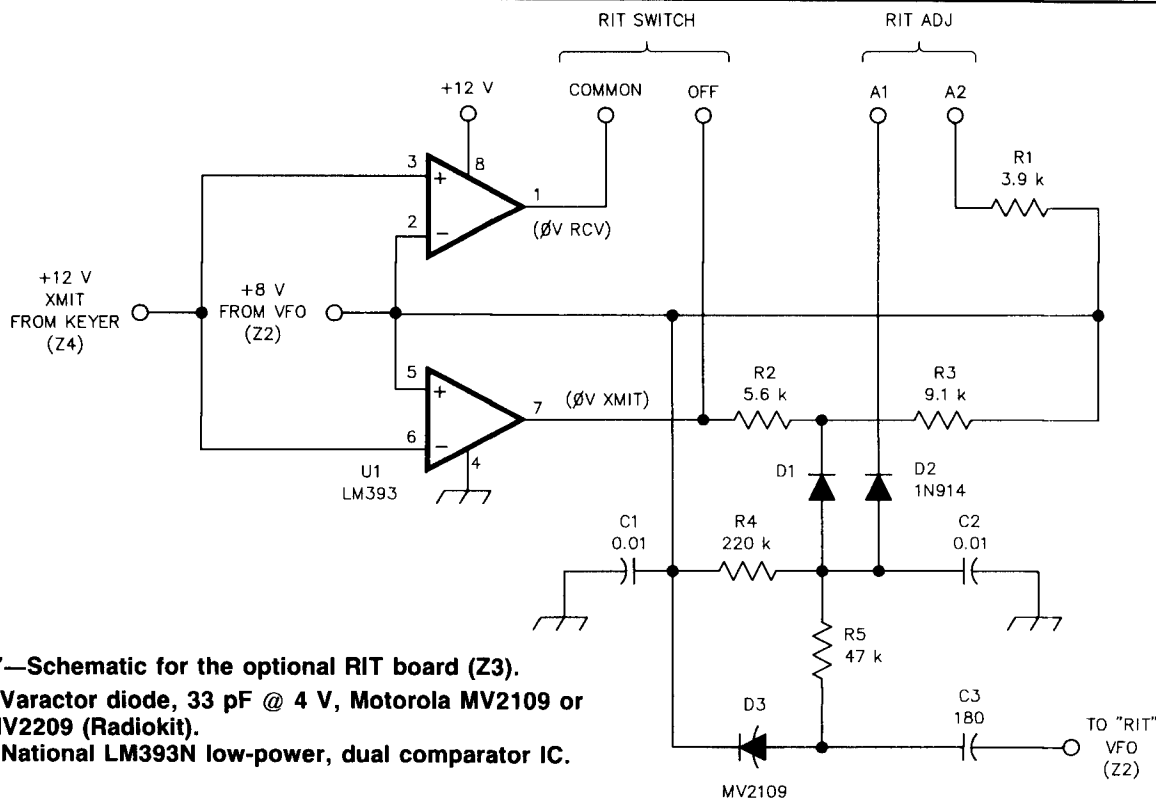 RIT SWITCH
RIT ADJ
+12 V
COMMON
OFF
A1
A2
R1
3.9 k
3
+
8
1
2
−
(ØV RCV)
+12 V
XMIT
FROM KEYER
(Z4)
+8 V
FROM VFO
(Z2)
5
+
7
(ØV XMIT)
6
−
4
U1
LM393
R2
5.6 k
R3
9.1 k
D1
D2
1N914
C1
0.01
R4
220 k
C2
0.01
R5
47 k
D3
MV2109
C3
180
TO "RIT"
VFO
(Z2)
—Schematic for the optional RIT board (Z3).
Varactor diode, 33 pF @ 4 V, Motorola MV2109 or
V2209 (Radiokit).
National LM393N low-power, dual comparator IC.